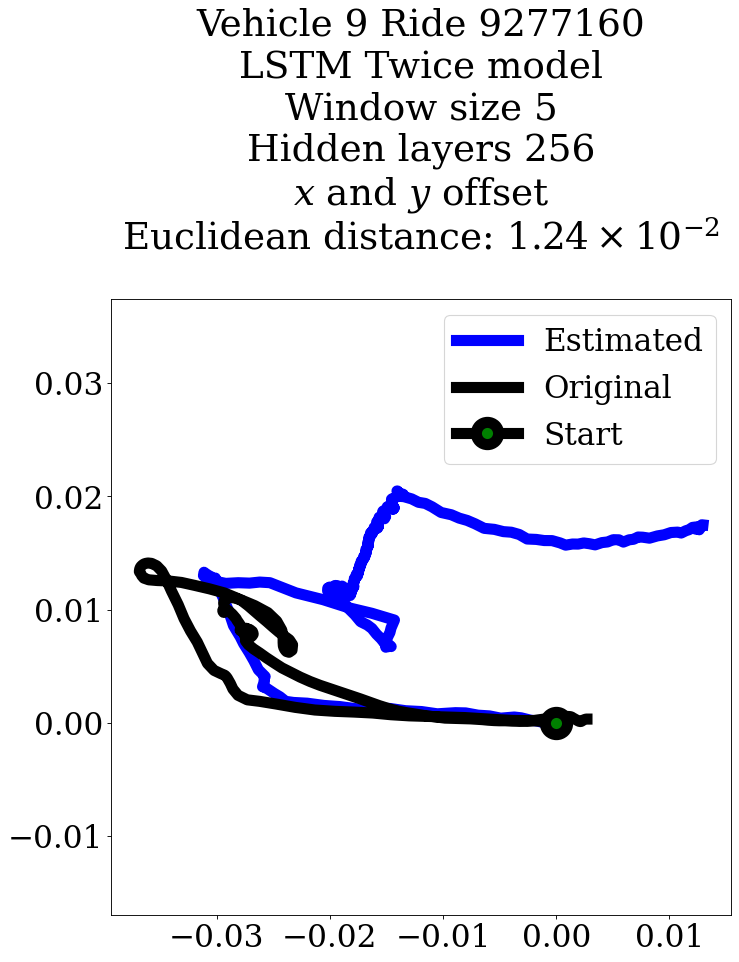 Vehicle 9 Ride 9277160
LSTM Twice model
Window size 5
Hidden layers 256
x and y offset
Euclidean distance: 1.24 × 10⁻²
Estimated
Original
Start
0.03
0.02
0.01
0.00
−0.01
−0.03 −0.02 −0.01 0.00 0.01